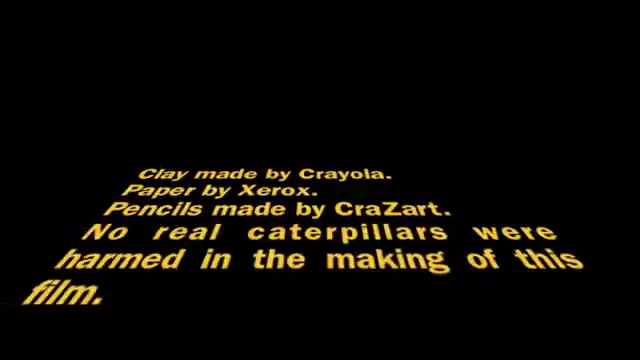 Clay made by Crayola.
Paper by Xerox.
Pencils made by CraZart.
No real caterpillars were
harmed in the making of this
film.